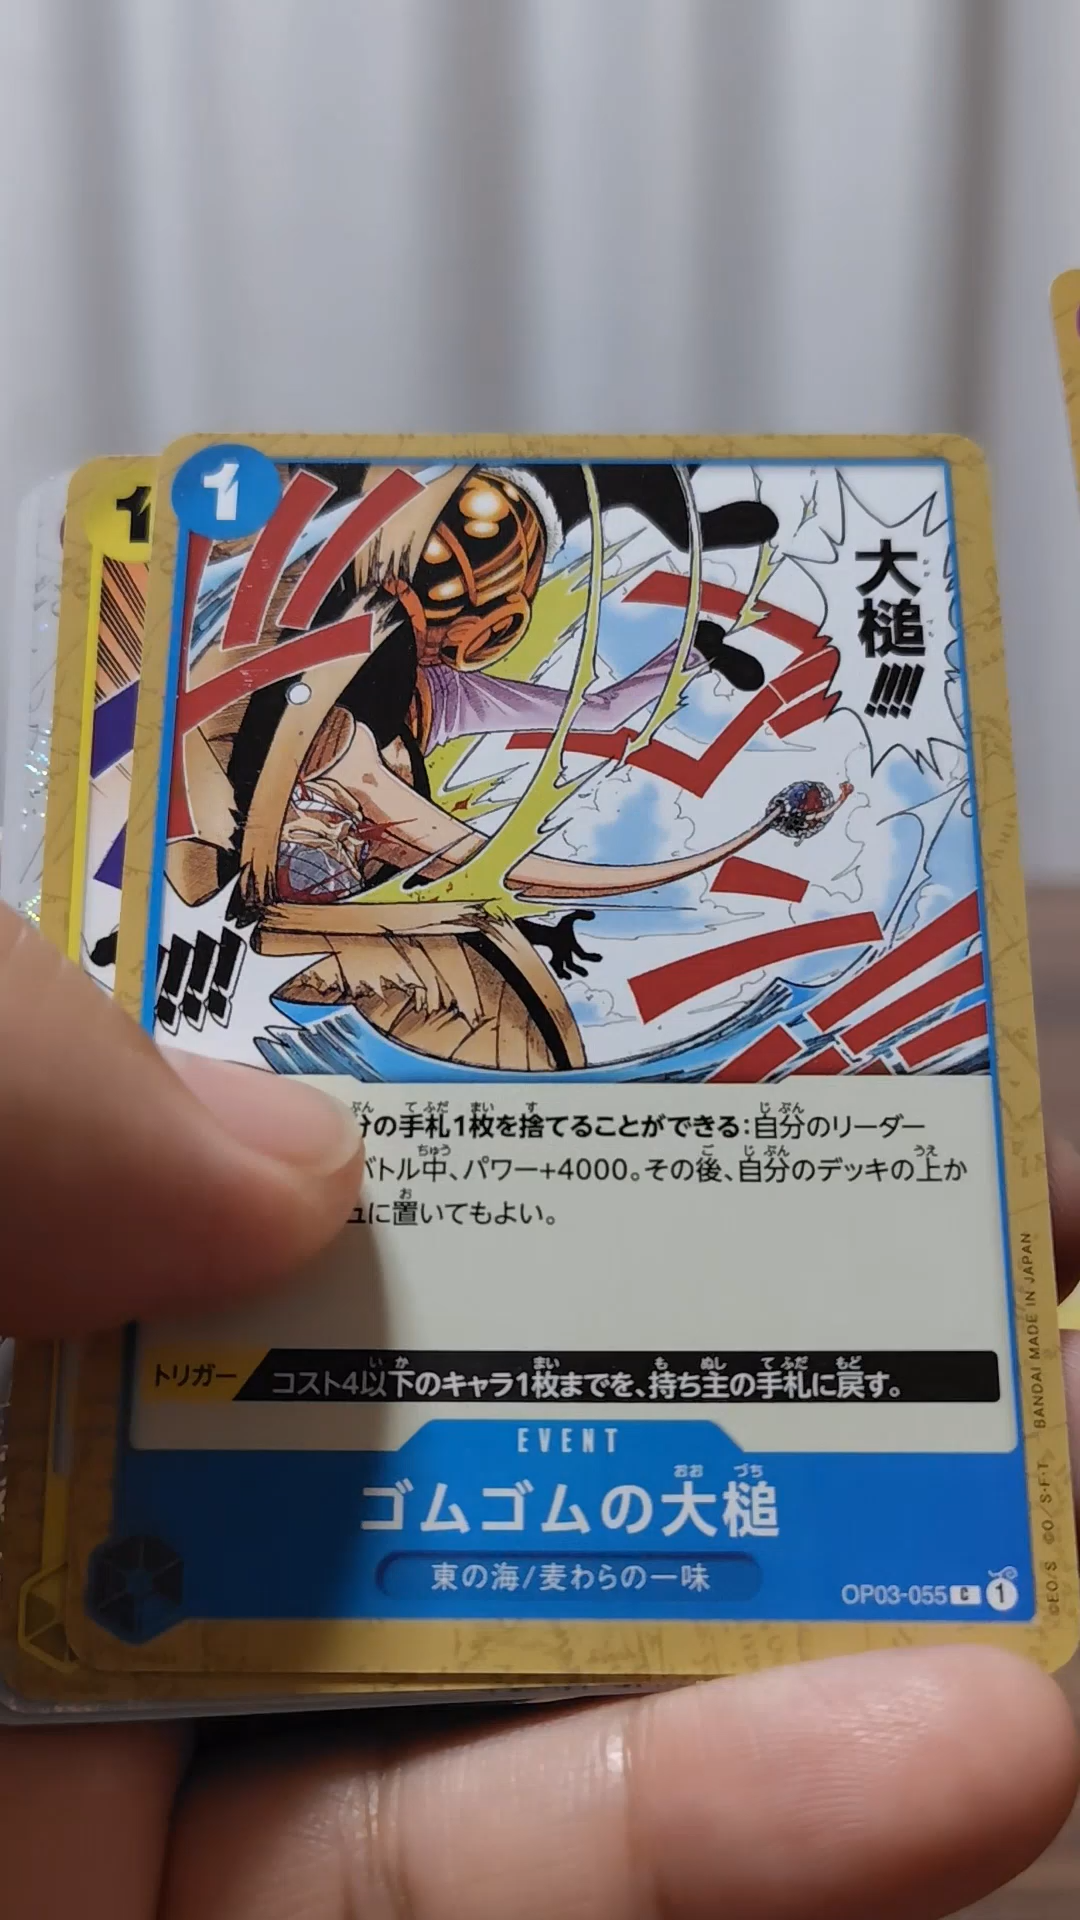 1
1
大槌!!!!
!!!
の手札1枚を捨てることができる:自分のリーダー
バトル中、パワー+4000。その後、自分のデッキの上か
に置いてもよい。
トリガー
コスト4以下のキャラ1枚までを、持ち主の手札に戻す。
EVENT
ゴムゴムの大槌
東の海/麦わらの一味
OP03-055 C 1
©EO/S ©O/S・F・T BANDAI MADE IN JAPAN